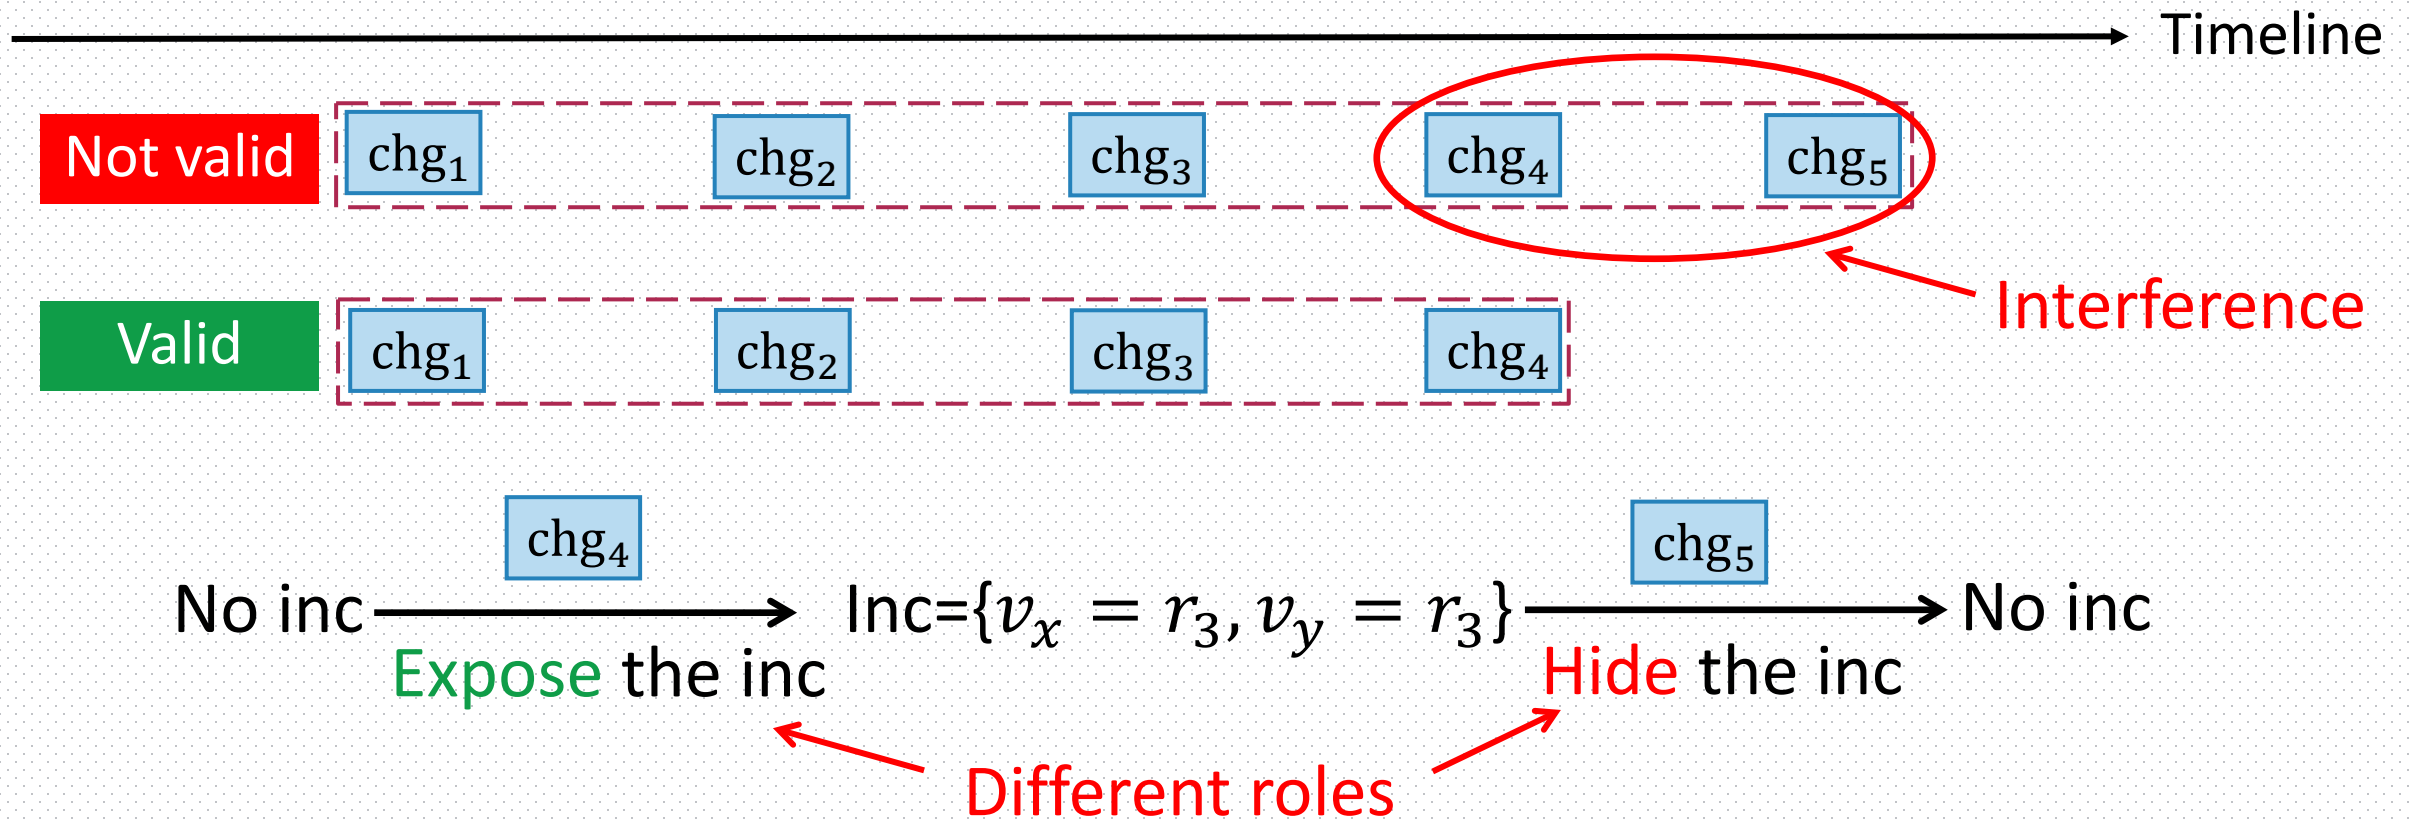 Timeline
Not valid chg₁ chg₂ chg₃ chg₄ chg₅
Interference
Valid chg₁ chg₂ chg₃ chg₄
chg₄ chg₅
No inc Inc={𝑣ₓ = 𝑟₃, 𝑣_y = 𝑟₃} No inc
Expose the inc Hide the inc
Different roles